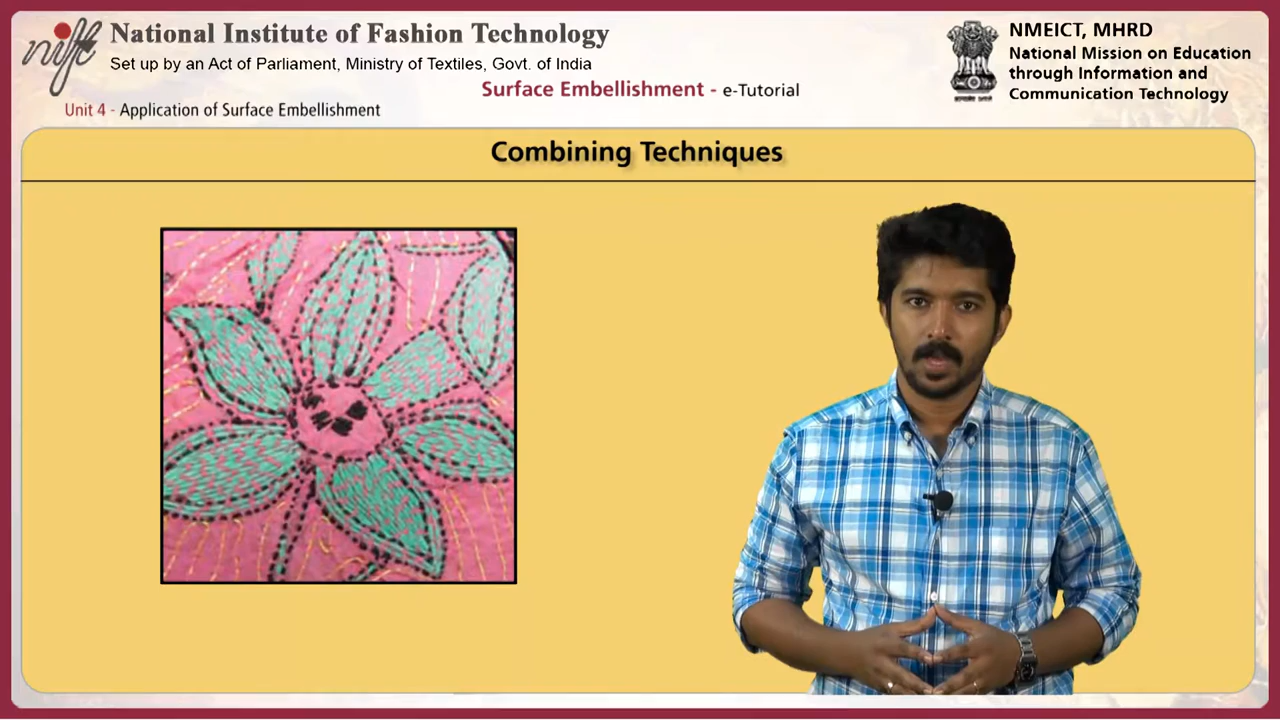 nift
National Institute of Fashion Technology
Set up by an Act of Parliament, Ministry of Textiles, Govt. of India
Surface Embellishment - e-Tutorial
Unit 4 - Application of Surface Embellishment
NMEICT, MHRD
National Mission on Education
through Information and
Communication Technology
Combining Techniques